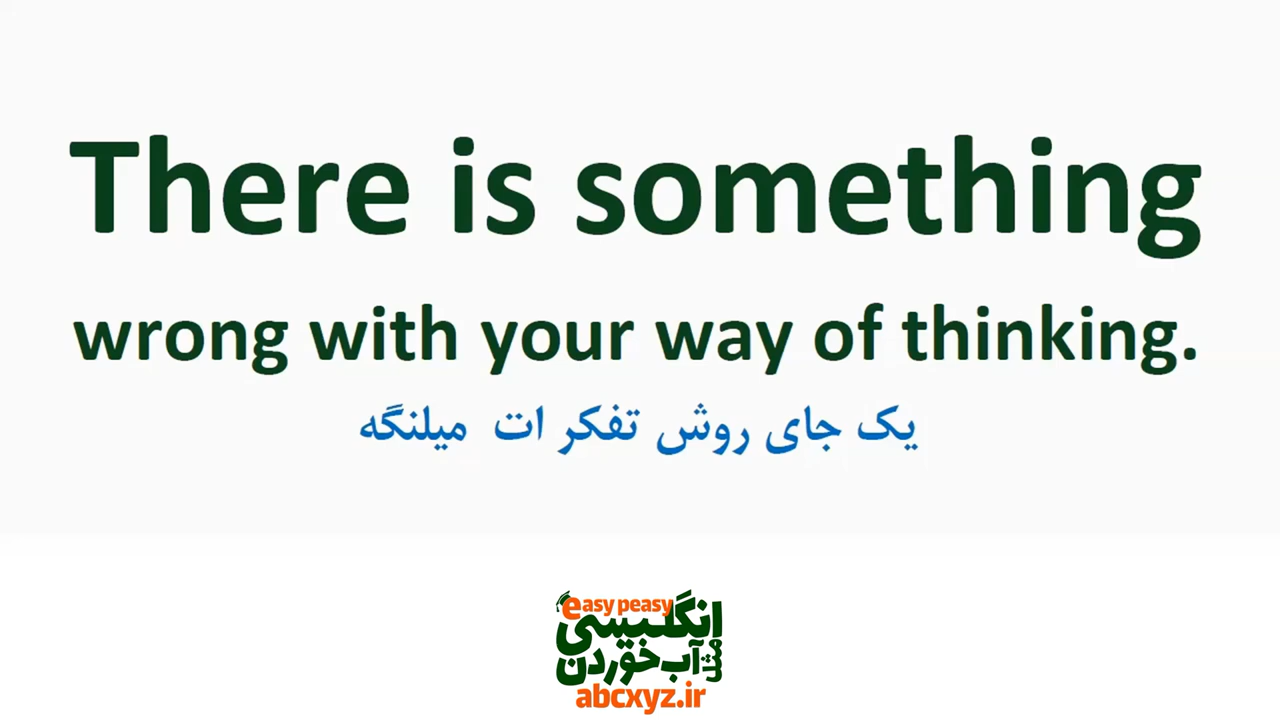 There is something
wrong with your way of thinking.
یک جای روش تفکر ات میلنگه
easy peasy
انگلیسی
مثل آب خوردن
abcxyz.ir